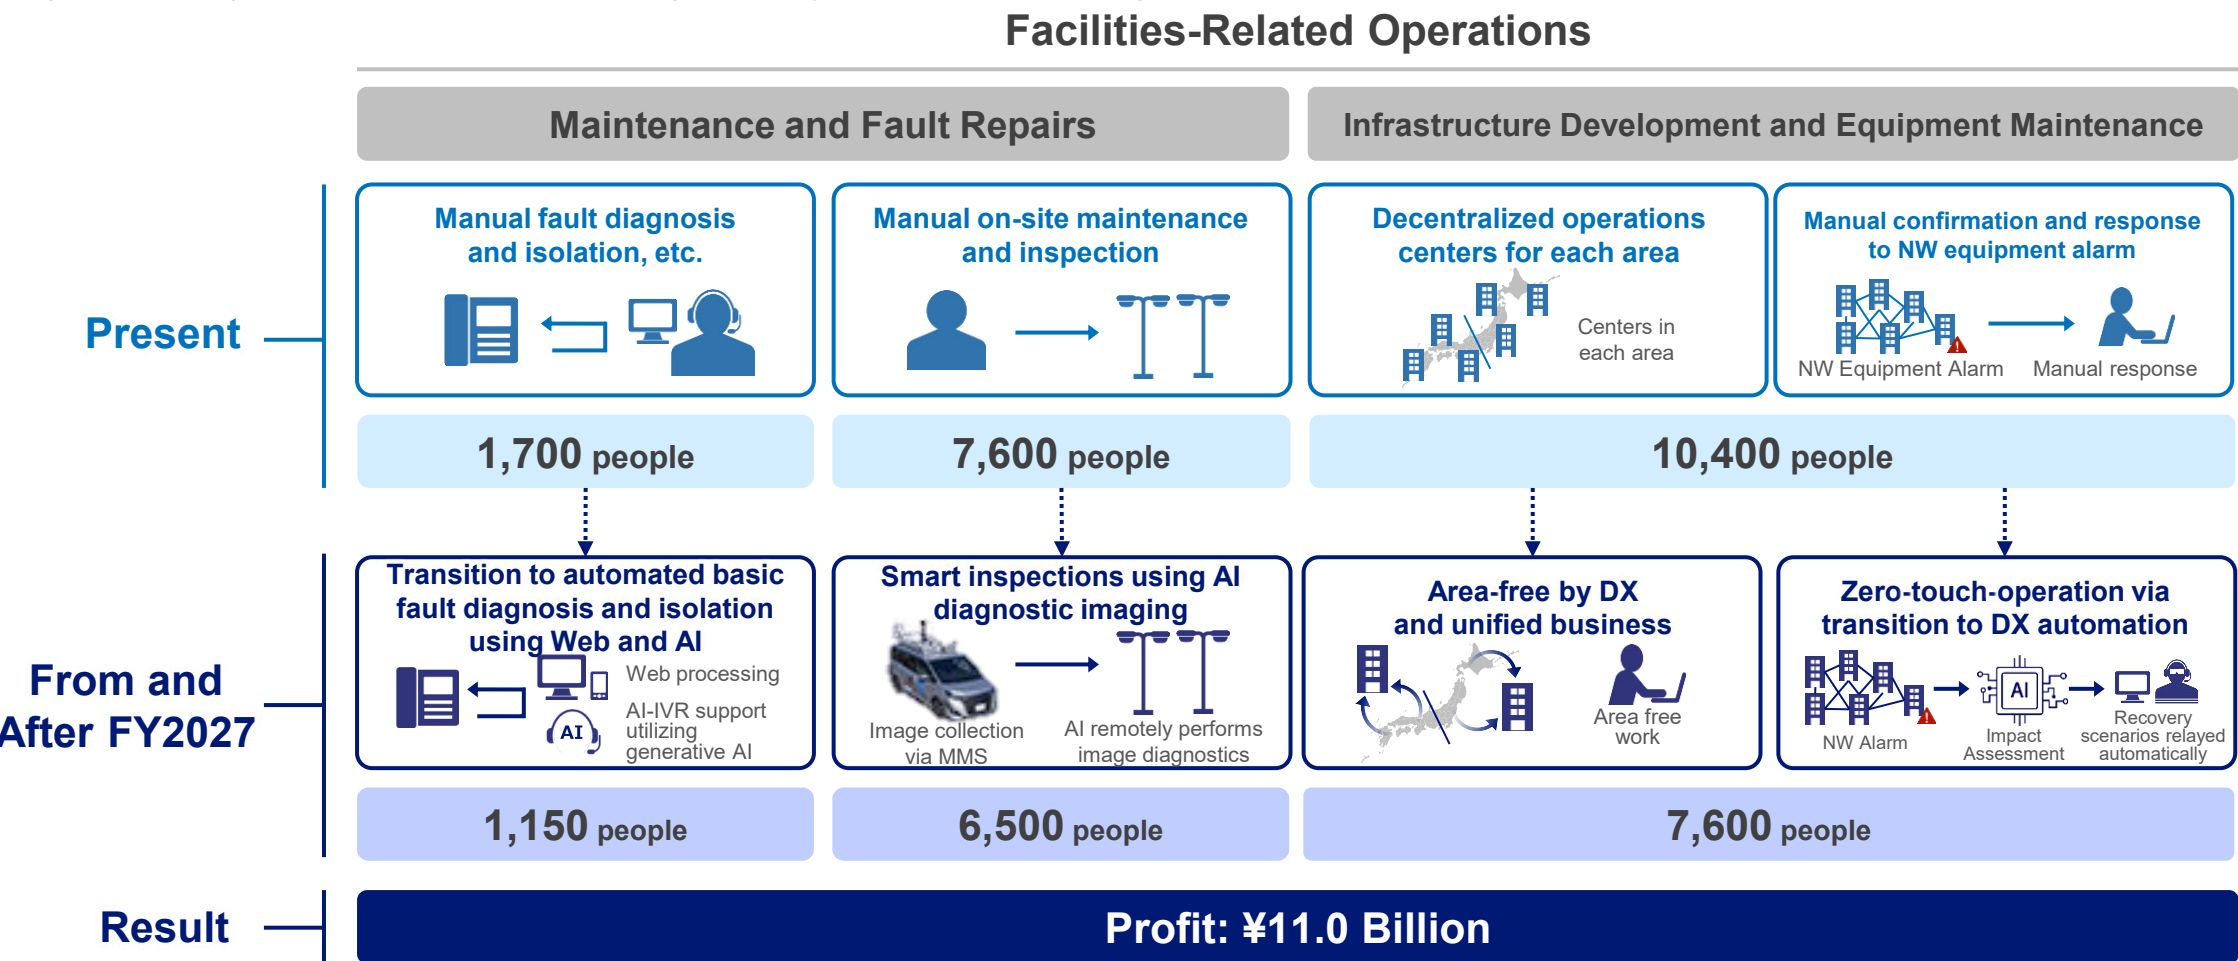 Facilities-Related Operations
Maintenance and Fault Repairs
Infrastructure Development and Equipment Maintenance
Present
Manual fault diagnosis
and isolation, etc.
Manual on-site maintenance
and inspection
Decentralized operations
centers for each area
Centers in
each area
Manual confirmation and response
to NW equipment alarm
NW Equipment Alarm
Manual response
1,700 people
7,600 people
10,400 people
From and
After FY2027
Transition to automated basic
fault diagnosis and isolation
using Web and AI
Web processing
AI
AI-IVR support
utilizing
generative AI
Smart inspections using AI
diagnostic imaging
Image collection
via MMS
AI remotely performs
image diagnostics
Area-free by DX
and unified business
Area free
work
Zero-touch-operation via
transition to DX automation
NW Alarm
AI
Impact
Assessment
Recovery
scenarios relayed
automatically
1,150 people
6,500 people
7,600 people
Result
Profit: ¥11.0 Billion